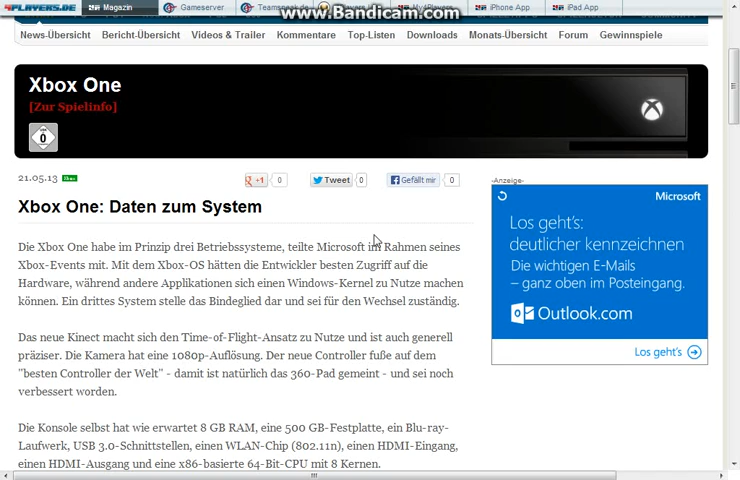 4PLAYERS.DE Magazin Gameserver Teamspeak.de My4Players iPhone App iPad App
www.Bandicam.com
News-Übersicht Bericht-Übersicht Videos & Trailer Kommentare Top-Listen Downloads Monats-Übersicht Forum Gewinnspiele
Xbox One
[Zur Spielinfo]
0
21.05.13 Xbox
+1 0 Tweet 0 Gefällt mir 0
Xbox One: Daten zum System
Die Xbox One habe im Prinzip drei Betriebssysteme, teilte Microsoft im Rahmen seines
Xbox-Events mit. Mit dem Xbox-OS hätten die Entwickler besten Zugriff auf die
Hardware, während andere Applikationen sich einen Windows-Kernel zu Nutze machen
können. Ein drittes System stelle das Bindeglied dar und sei für den Wechsel zuständig.
Das neue Kinect macht sich den Time-of-Flight-Ansatz zu Nutze und ist auch generell
präziser. Die Kamera hat eine 1080p-Auflösung. Der neue Controller fuße auf dem
"besten Controller der Welt" - damit ist natürlich das 360-Pad gemeint - und sei noch
verbessert worden.
Die Konsole selbst hat wie erwartet 8 GB RAM, eine 500 GB-Festplatte, ein Blu-ray-
Laufwerk, USB 3.0-Schnittstellen, einen WLAN-Chip (802.11n), einen HDMI-Eingang,
einen HDMI-Ausgang und eine x86-basierte 64-Bit-CPU mit 8 Kernen.
-Anzeige-
Microsoft
Los geht's:
deutlicher kennzeichnen
Die wichtigen E-Mails
– ganz oben im Posteingang.
Outlook.com
Los geht's